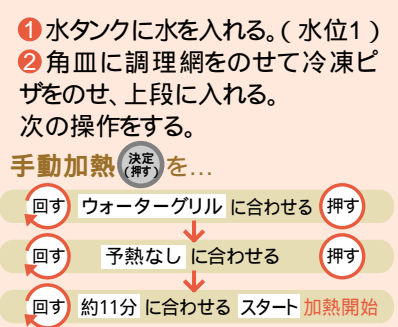 ❶水タンクに水を入れる。(水位1)
❷角皿に調理網をのせて冷凍ピ
ザをのせ、上段に入れる。
次の操作をする。
手動加熱 決定(押す) を…
回す ウォーターグリル に合わせる 押す
回す 予熱なし に合わせる 押す
回す 約11分 に合わせる スタート 加熱開始